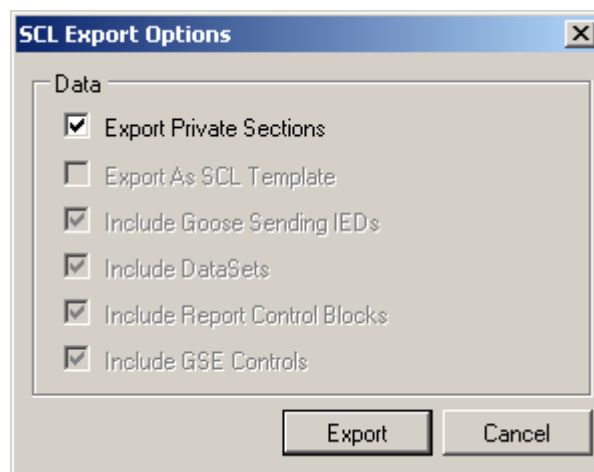 SCL Export Options
Data
Export Private Sections
Export As SCL Template
Include Goose Sending IEDs
Include DataSets
Include Report Control Blocks
Include GSE Controls
Export
Cancel